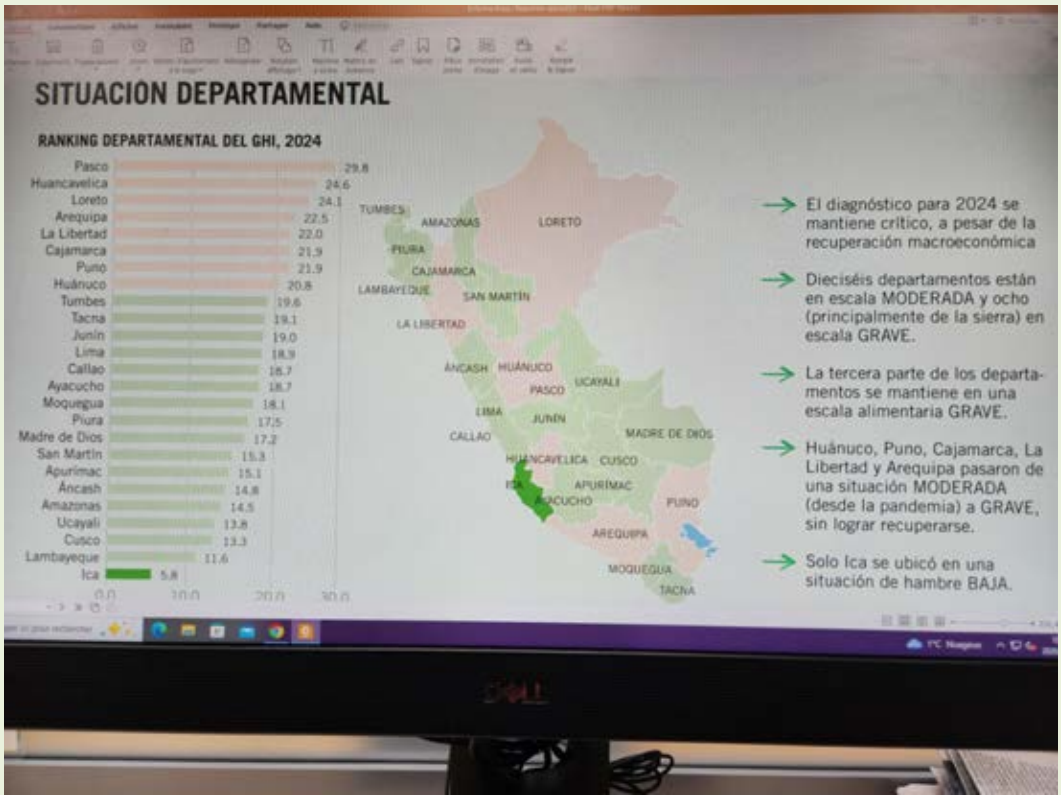 SITUACIÓN DEPARTAMENTAL
RANKING DEPARTAMENTAL DEL GHI, 2024
Pasco 29,8
Huancavelica 24,6
Loreto 24,1
Arequipa 22,5
La Libertad 22,0
Cajamarca 21,9
Puno 21,9
Huánuco 20,8
Tumbes 19,6
Tacna 19,1
Junín 19,0
Lima 18,9
Callao 18,7
Ayacucho 18,7
Moquegua 18,1
Piura 17,5
Madre de Dios 17,2
San Martín 15,3
Apurímac 15,1
Áncash 14,8
Amazonas 14,5
Ucayali 13,8
Cusco 13,3
Lambayeque 11,6
Ica 5,8
0,0 10,0 20,0 30,0
TUMBES
AMAZONAS
LORETO
PIURA
CAJAMARCA
LAMBAYEQUE
SAN MARTÍN
LA LIBERTAD
ÁNCASH
HUÁNUCO
PASCO
UCAYALI
LIMA
JUNÍN
CALLAO
MADRE DE DIOS
HUANCAVELICA
CUSCO
ICA
APURÍMAC
AYACUCHO
PUNO
AREQUIPA
MOQUEGUA
TACNA
El diagnóstico para 2024 se
mantiene crítico, a pesar de la
recuperación macroeconómica
Dieciséis departamentos están
en escala MODERADA y ocho
(principalmente de la sierra) en
escala GRAVE.
La tercera parte de los departa-
mentos se mantiene en una
escala alimentaria GRAVE.
Huánuco, Puno, Cajamarca, La
Libertad y Arequipa pasaron de
una situación MODERADA
(desde la pandemia) a GRAVE,
sin lograr recuperarse.
Solo Ica se ubicó en una
situación de hambre BAJA.
1°C Nuageux
DELL